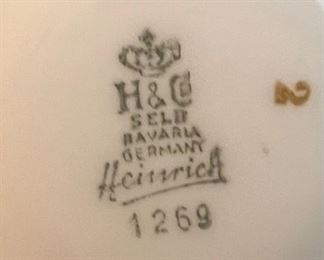 H & C
SELB
BAVARIA
GERMANY
Heinrich
1269
2